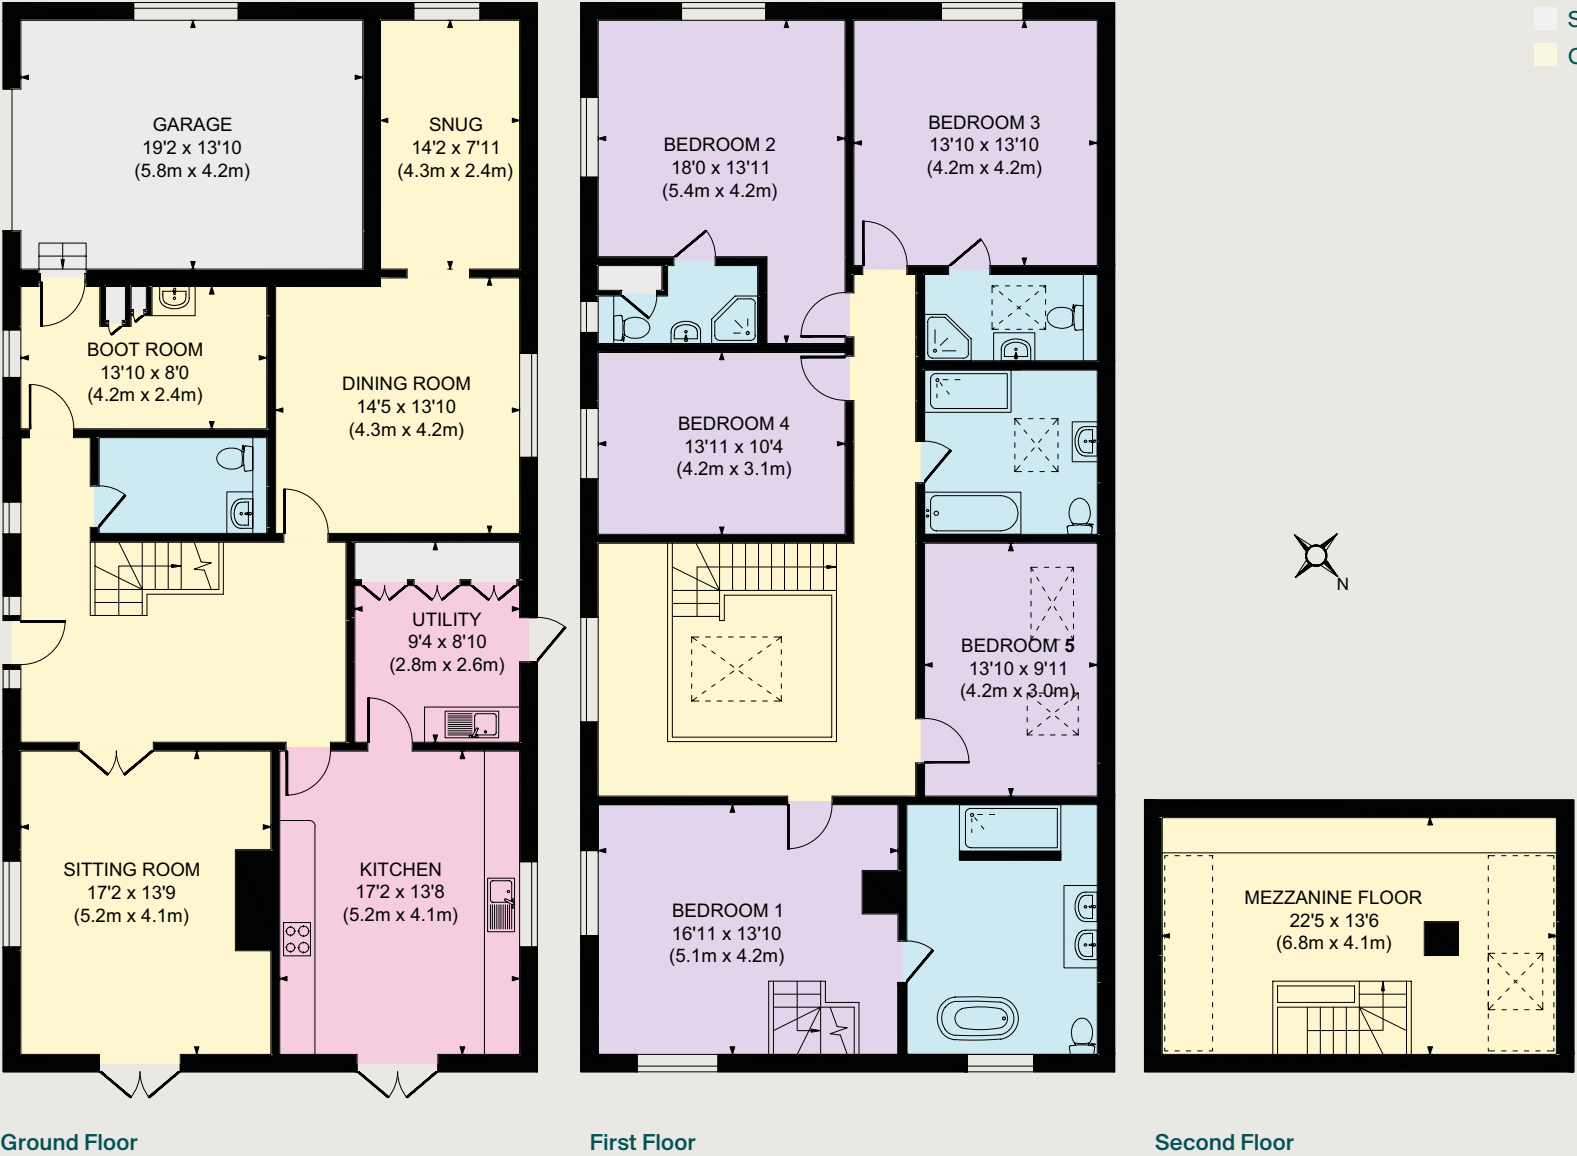 GARAGE
19'2 x 13'10
(5.8m x 4.2m)
SNUG
14'2 x 7'11
(4.3m x 2.4m)
BOOT ROOM
13'10 x 8'0
(4.2m x 2.4m)
DINING ROOM
14'5 x 13'10
(4.3m x 4.2m)
UTILITY
9'4 x 8'10
(2.8m x 2.6m)
SITTING ROOM
17'2 x 13'9
(5.2m x 4.1m)
KITCHEN
17'2 x 13'8
(5.2m x 4.1m)
Ground Floor
BEDROOM 2
18'0 x 13'11
(5.4m x 4.2m)
BEDROOM 3
13'10 x 13'10
(4.2m x 4.2m)
BEDROOM 4
13'11 x 10'4
(4.2m x 3.1m)
BEDROOM 5
13'10 x 9'11
(4.2m x 3.0m)
BEDROOM 1
16'11 x 13'10
(5.1m x 4.2m)
First Floor
N
MEZZANINE FLOOR
22'5 x 13'6
(6.8m x 4.1m)
Second Floor